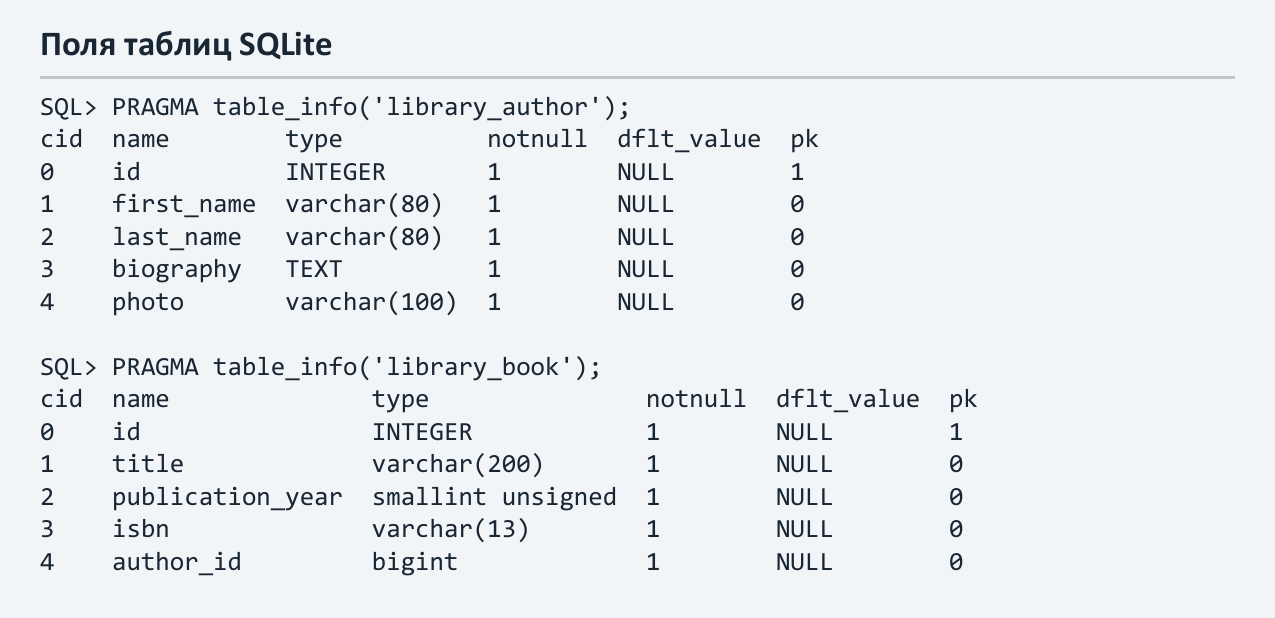 Поля таблиц SQLite
SQL> PRAGMA table_info('library_author');
cid  name        type          notnull  dflt_value  pk
0    id          INTEGER       1        NULL        1
1    first_name  varchar(80)   1        NULL        0
2    last_name   varchar(80)   1        NULL        0
3    biography   TEXT          1        NULL        0
4    photo       varchar(100)  1        NULL        0
SQL> PRAGMA table_info('library_book');
cid  name              type               notnull  dflt_value  pk
0    id                INTEGER            1        NULL        1
1    title             varchar(200)       1        NULL        0
2    publication_year  smallint unsigned  1        NULL        0
3    isbn              varchar(13)        1        NULL        0
4    author_id         bigint             1        NULL        0